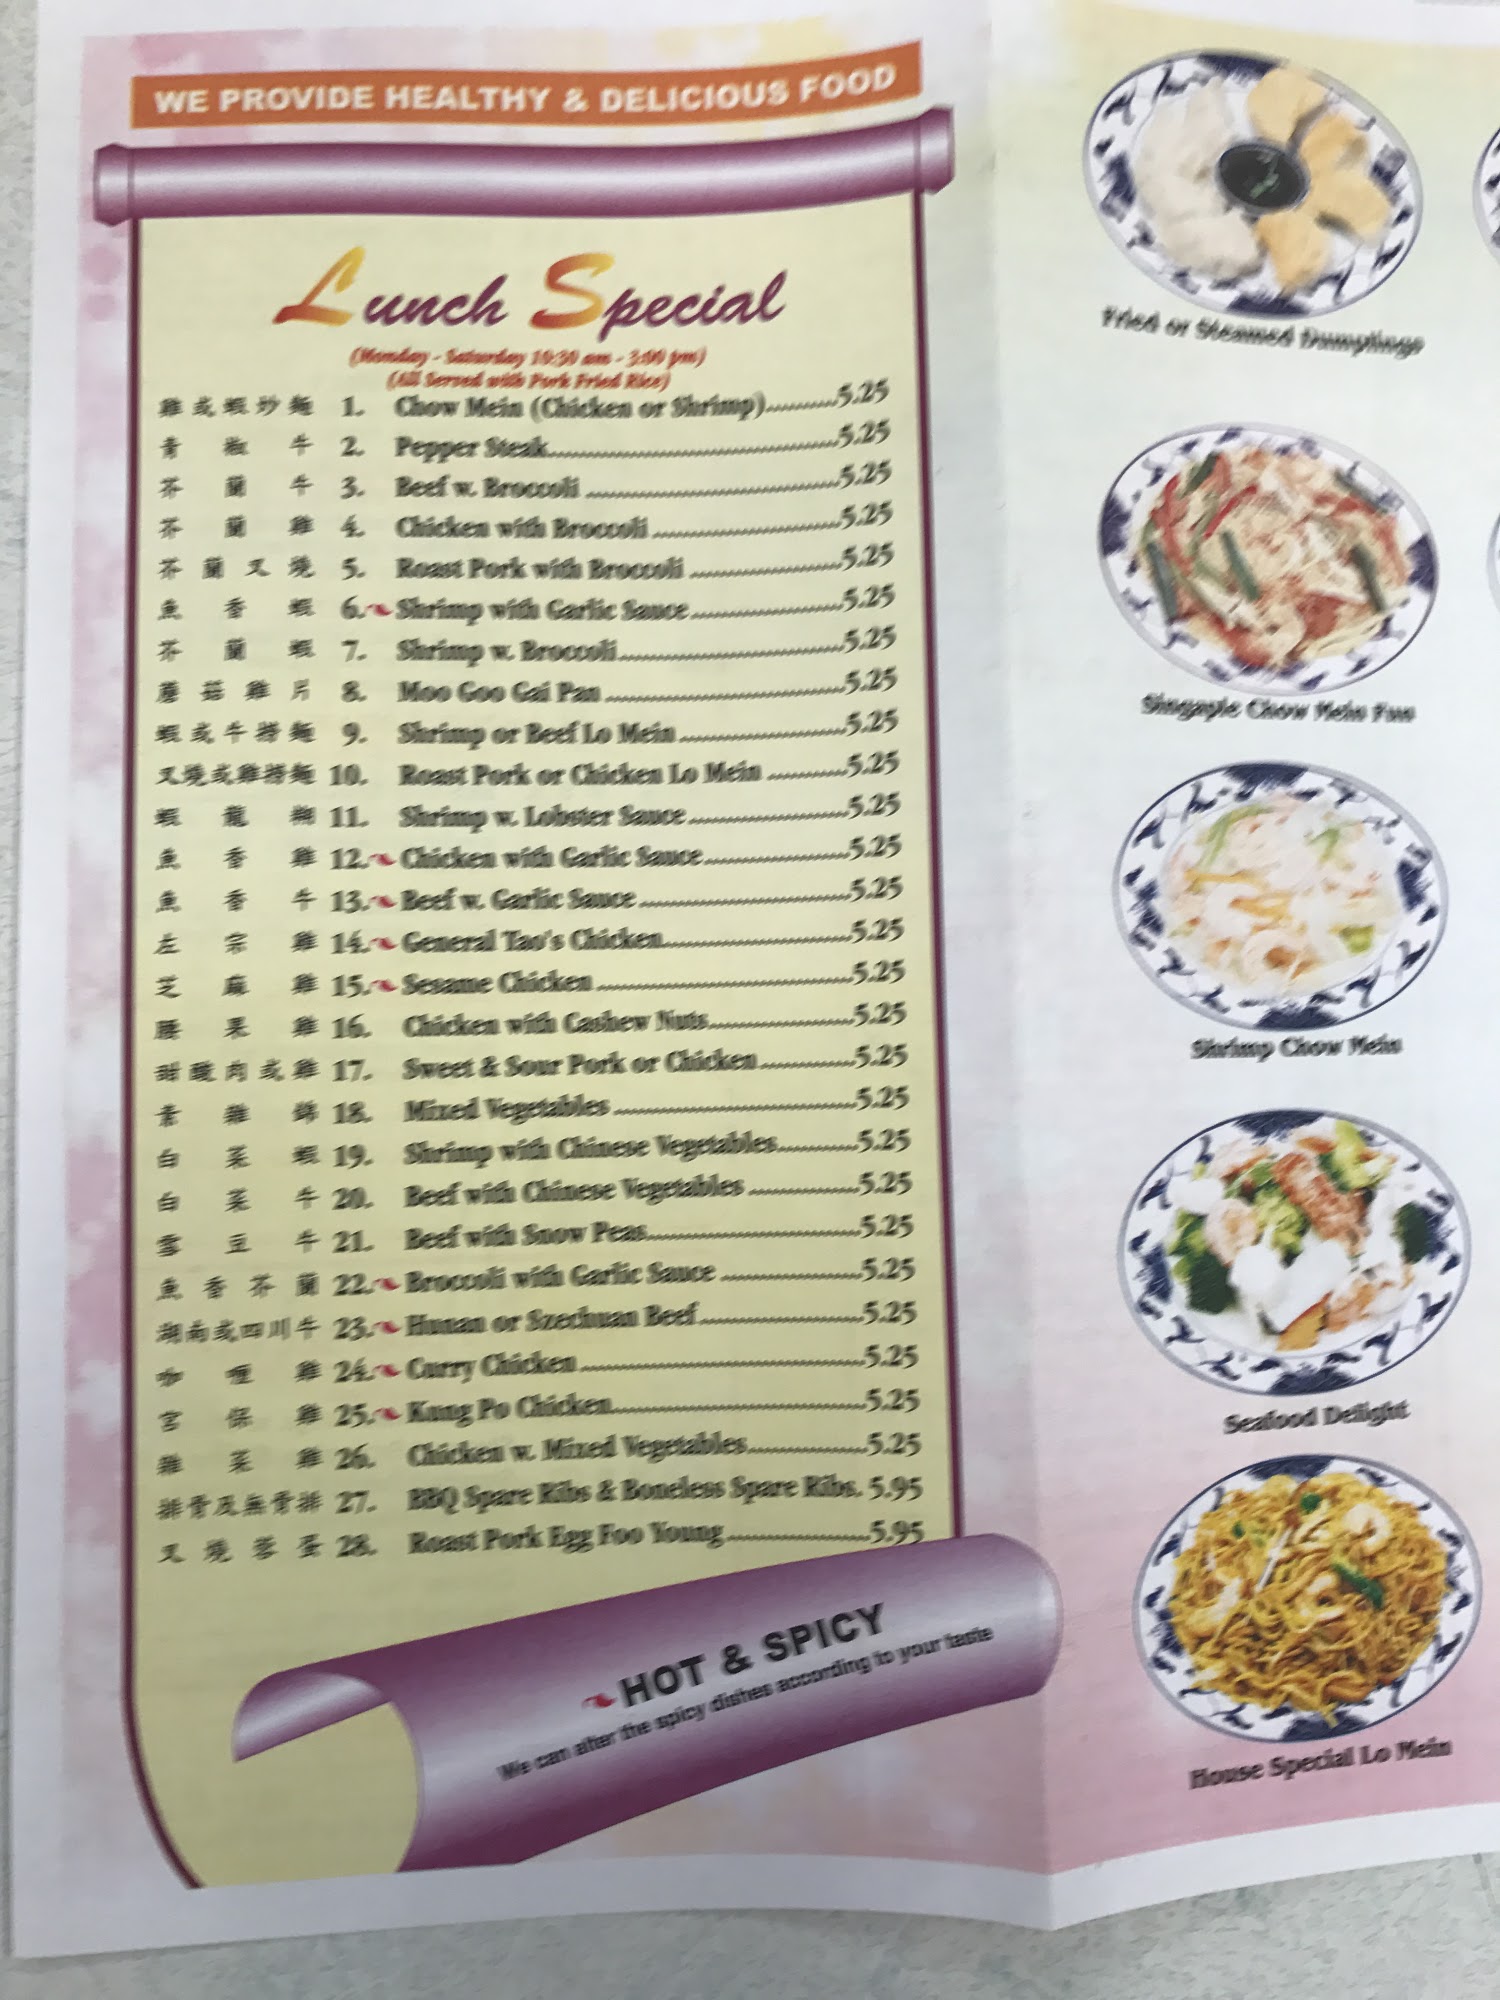 WE PROVIDE HEALTHY & DELICIOUS FOOD
Lunch Special
(Monday - Saturday 10:30 am - 3:00 pm)
(All Served with Pork Fried Rice)
雞或蝦炒麵 1. Chow Mein (Chicken or Shrimp)..........5.25
青椒牛 2. Pepper Steak..........5.25
芥蘭牛 3. Beef w. Broccoli..........5.25
芥蘭雞 4. Chicken with Broccoli..........5.25
芥蘭叉燒 5. Roast Pork with Broccoli..........5.25
魚香蝦 6. Shrimp with Garlic Sauce..........5.25
芥蘭蝦 7. Shrimp w. Broccoli..........5.25
蘑菇雞片 8. Moo Goo Gai Pan..........5.25
蝦或牛撈麵 9. Shrimp or Beef Lo Mein..........5.25
叉燒或雞撈麵 10. Roast Pork or Chicken Lo Mein..........5.25
蝦龍糊 11. Shrimp w. Lobster Sauce..........5.25
魚香雞 12. Chicken with Garlic Sauce..........5.25
魚香牛 13. Beef w. Garlic Sauce..........5.25
左宗雞 14. General Tao's Chicken..........5.25
芝麻雞 15. Sesame Chicken..........5.25
腰果雞 16. Chicken with Cashew Nuts..........5.25
甜酸肉或雞 17. Sweet & Sour Pork or Chicken..........5.25
素雜錦 18. Mixed Vegetables..........5.25
白菜蝦 19. Shrimp with Chinese Vegetables..........5.25
白菜牛 20. Beef with Chinese Vegetables..........5.25
雪豆牛 21. Beef with Snow Peas..........5.25
魚香芥蘭 22. Broccoli with Garlic Sauce..........5.25
湖南或四川牛 23. Hunan or Szechuan Beef..........5.25
咖喱雞 24. Curry Chicken..........5.25
宮保雞 25. Kung Po Chicken..........5.25
雜菜雞 26. Chicken w. Mixed Vegetables..........5.25
排骨及無骨排 27. BBQ Spare Ribs & Boneless Spare Ribs. 5.95
叉燒蓉蛋 28. Roast Pork Egg Foo Young..........5.95
HOT & SPICY
We can alter the spicy dishes according to your taste
Fried or Steamed Dumplings
Singaple Chow Mein Fun
Shrimp Chow Mein
Seafood Delight
House Special Lo Mein